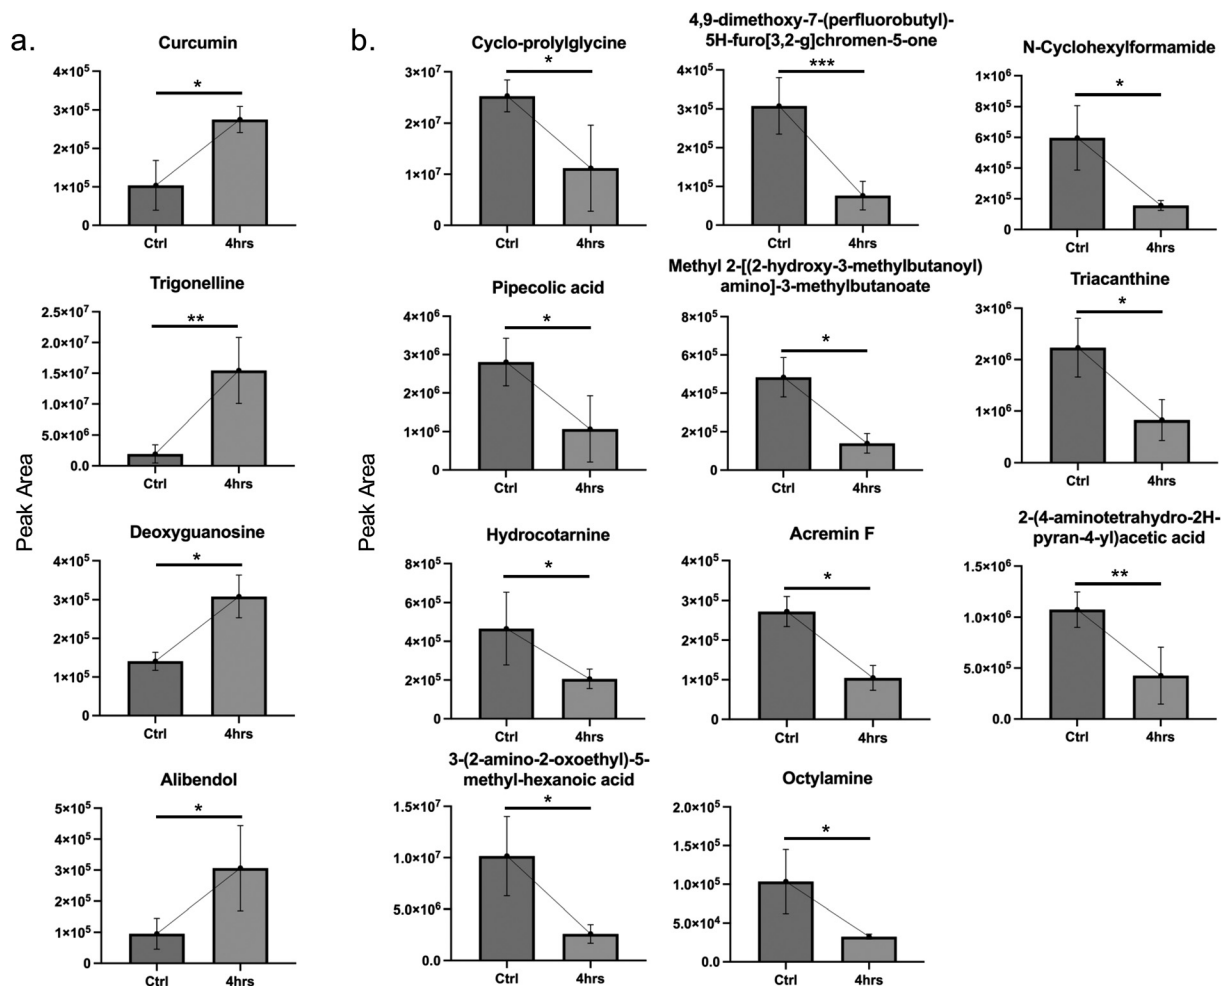 a.
Curcumin
4×10⁵
3×10⁵
2×10⁵
1×10⁵
0
*
Ctrl 4hrs
Trigonelline
2.5×10⁷
2.0×10⁷
1.5×10⁷
1.0×10⁷
5.0×10⁶
0.0
**
Ctrl 4hrs
Peak Area
Deoxyguanosine
4×10⁵
3×10⁵
2×10⁵
1×10⁵
0
*
Ctrl 4hrs
Alibendol
5×10⁵
4×10⁵
3×10⁵
2×10⁵
1×10⁵
0
*
Ctrl 4hrs
b.
Cyclo-prolylglycine
3×10⁷
2×10⁷
1×10⁷
0
*
Ctrl 4hrs
4,9-dimethoxy-7-(perfluorobutyl)-
5H-furo[3,2-g]chromen-5-one
4×10⁵
3×10⁵
2×10⁵
1×10⁵
0
***
Ctrl 4hrs
N-Cyclohexylformamide
1×10⁶
8×10⁵
6×10⁵
4×10⁵
2×10⁵
0
*
Ctrl 4hrs
Pipecolic acid
4×10⁶
3×10⁶
2×10⁶
1×10⁶
0
*
Ctrl 4hrs
Methyl 2-[(2-hydroxy-3-methylbutanoyl)
amino]-3-methylbutanoate
8×10⁵
6×10⁵
4×10⁵
2×10⁵
0
*
Ctrl 4hrs
Triacanthine
3×10⁶
2×10⁶
1×10⁶
0
*
Ctrl 4hrs
Peak Area
Hydrocotarnine
8×10⁵
6×10⁵
4×10⁵
2×10⁵
0
*
Ctrl 4hrs
Acremin F
4×10⁵
3×10⁵
2×10⁵
1×10⁵
0
*
Ctrl 4hrs
2-(4-aminotetrahydro-2H-
pyran-4-yl)acetic acid
1.5×10⁶
1.0×10⁶
5.0×10⁵
0.0
**
Ctrl 4hrs
3-(2-amino-2-oxoethyl)-5-
methyl-hexanoic acid
1.5×10⁷
1.0×10⁷
5.0×10⁶
0.0
*
Ctrl 4hrs
Octylamine
2.0×10⁵
1.5×10⁵
1.0×10⁵
5.0×10⁴
0.0
*
Ctrl 4hrs